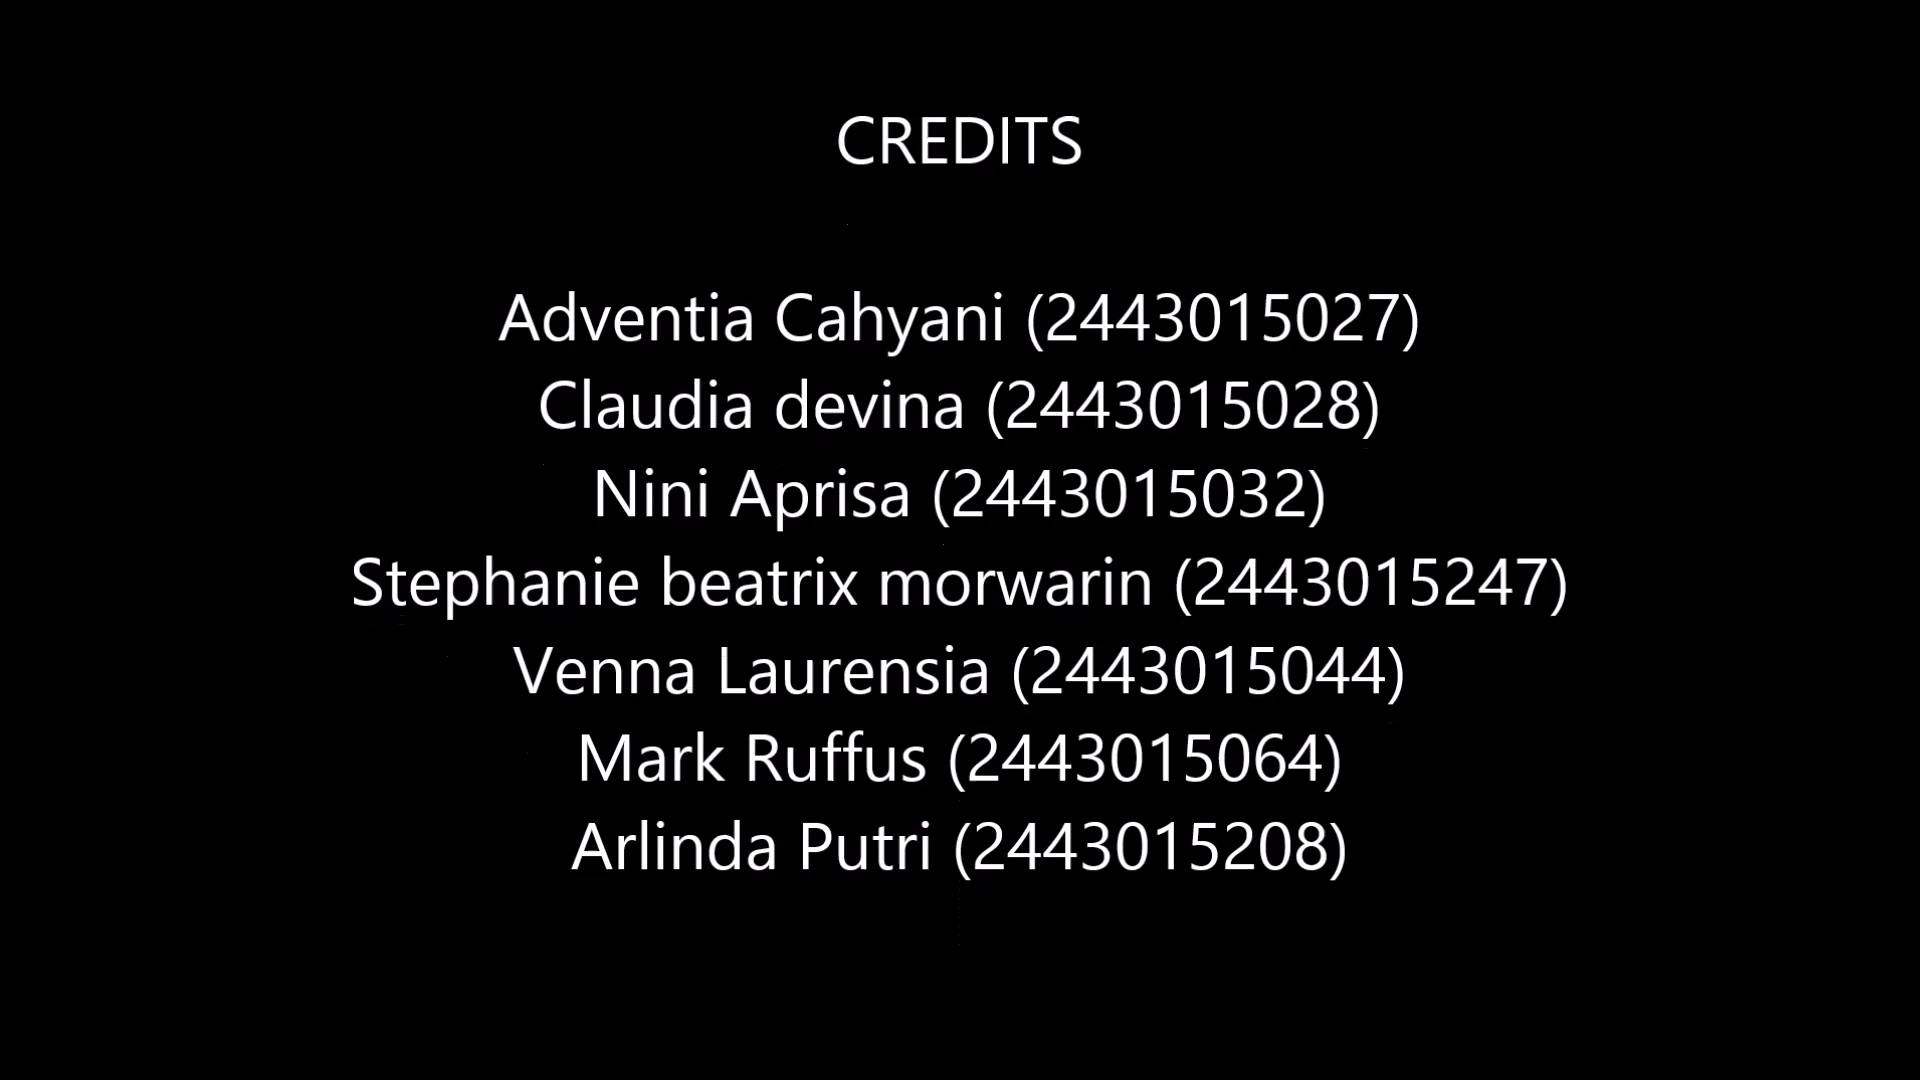 CREDITS
Adventia Cahyani (2443015027)
Claudia devina (2443015028)
Nini Aprisa (2443015032)
Stephanie beatrix morwarin (2443015247)
Venna Laurensia (2443015044)
Mark Ruffus (2443015064)
Arlinda Putri (2443015208)